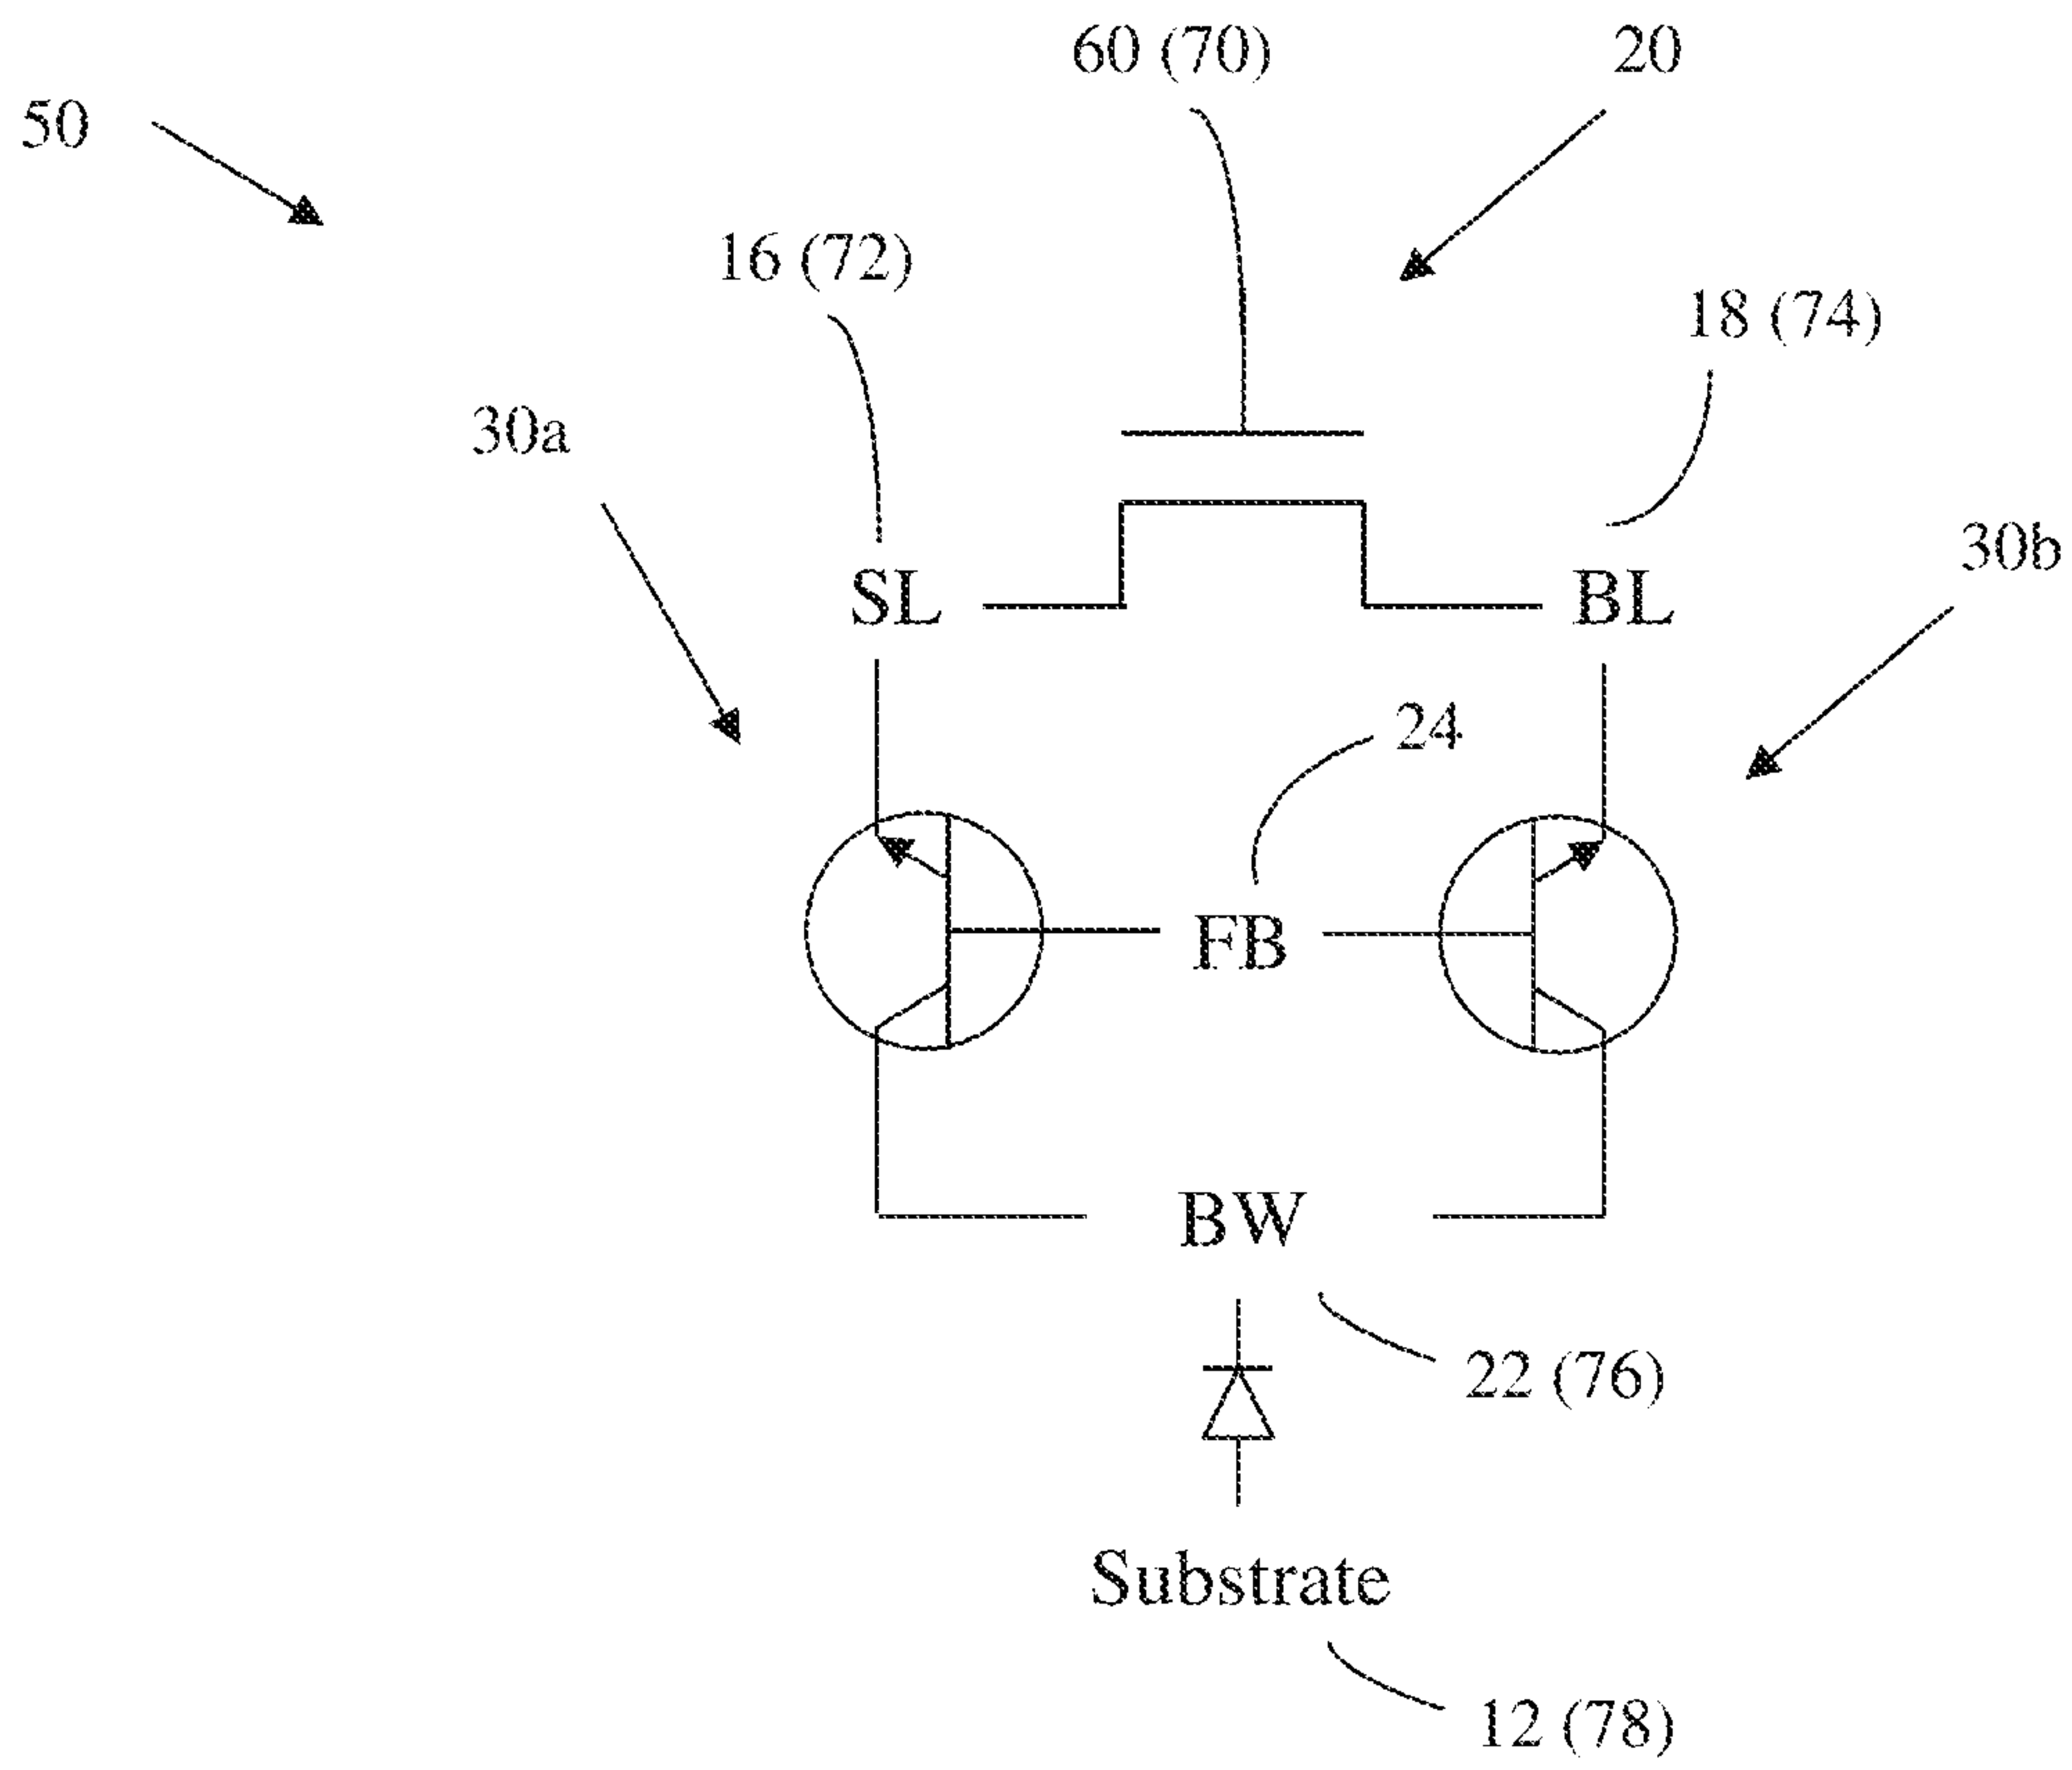 60 (70)
20
50
16 (72)
18 (74)
30a
30b
SL
BL
24
FB
BW
22 (76)
Substrate
12 (78)